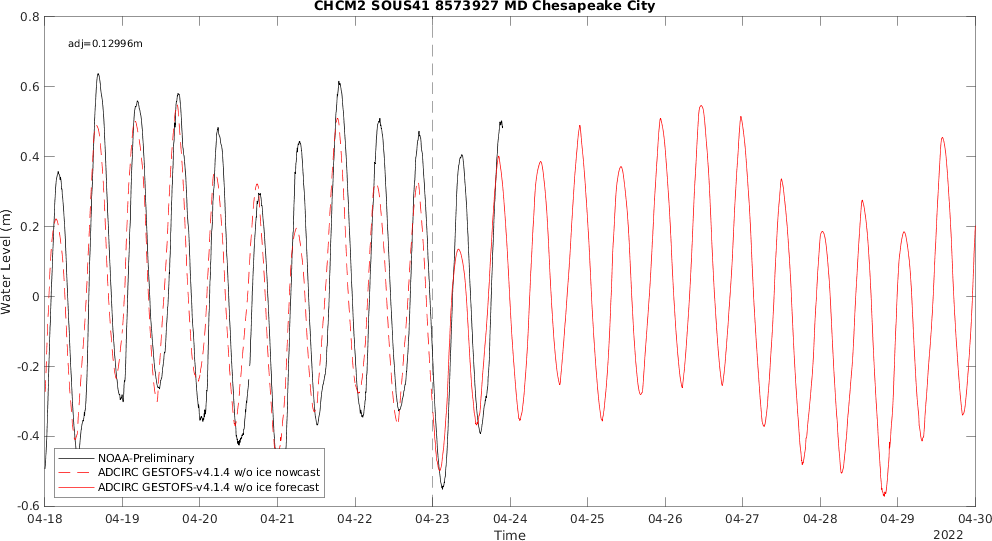 CHCM2 SOUS41 8573927 MD Chesapeake City
adj=0.12996m
0.8
0.6
0.4
0.2
0
-0.2
-0.4
-0.6
Water Level (m)
NOAA-Preliminary
ADCIRC GESTOFS-v4.1.4 w/o ice nowcast
ADCIRC GESTOFS-v4.1.4 w/o ice forecast
04-18 04-19 04-20 04-21 04-22 04-23 04-24 04-25 04-26 04-27 04-28 04-29 04-30
Time
2022